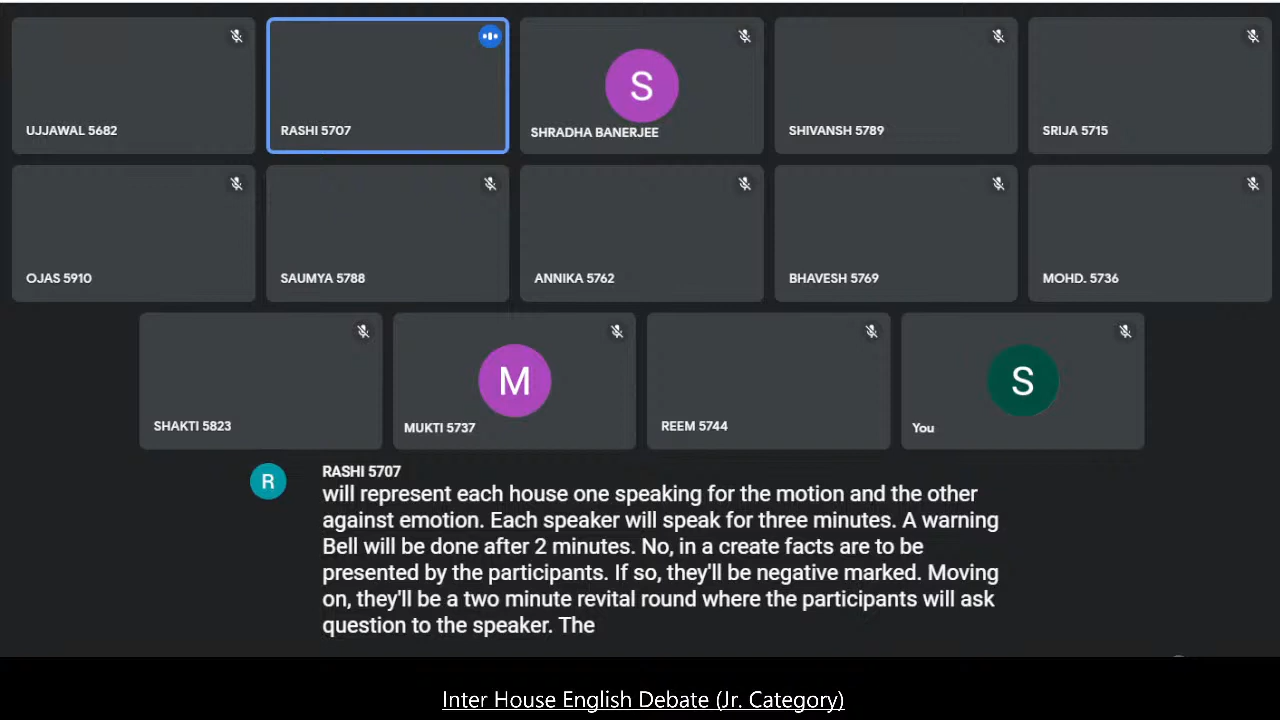 UJJAWAL 5682
RASHI 5707
S
SHRADHA BANERJEE
SHIVANSH 5789
SRIJA 5715
OJAS 5910
SAUMYA 5788
ANNIKA 5762
BHAVESH 5769
MOHD. 5736
SHAKTI 5823
M
MUKTI 5737
REEM 5744
S
You
R
RASHI 5707
will represent each house one speaking for the motion and the other
against emotion. Each speaker will speak for three minutes. A warning
Bell will be done after 2 minutes. No, in a create facts are to be
presented by the participants. If so, they'll be negative marked. Moving
on, they'll be a two minute revital round where the participants will ask
question to the speaker. The
Inter House English Debate (Jr. Category)